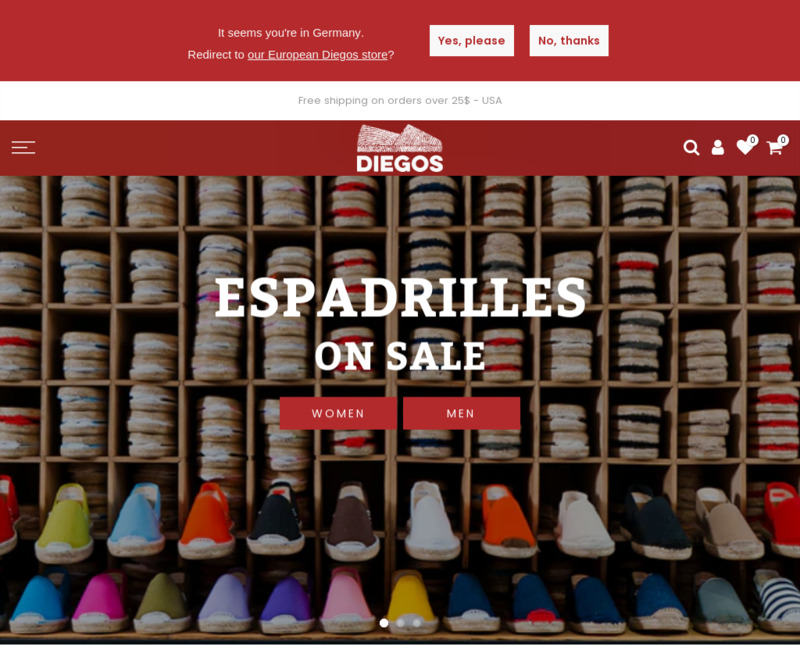 It seems you're in Germany.
Redirect to our European Diegos store?
Yes, please
No, thanks
Free shipping on orders over 25$ - USA
DIEGOS
0
0
ESPADRILLES
ON SALE
WOMEN
MEN